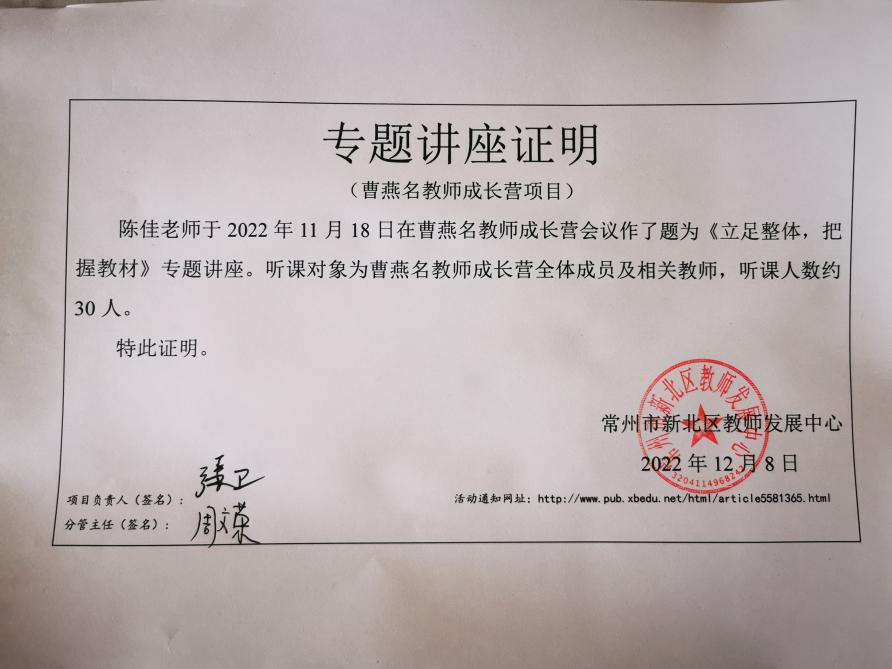 专题讲座证明
（曹燕名教师成长营项目）
陈佳老师于 2022 年 11 月 18 日在曹燕名教师成长营会议作了题为《立足整体，把
握教材》专题讲座。听课对象为曹燕名教师成长营全体成员及相关教师，听课人数约
30 人。
特此证明。
常州市新北区教师发展中心
3204114968247
常州市新北区教师发展中心
2022 年 12 月 8 日
项目负责人（签名）：
分管主任（签名）：周文荣
活动通知网址：http://www.pub.xbedu.net/html/article5581365.html